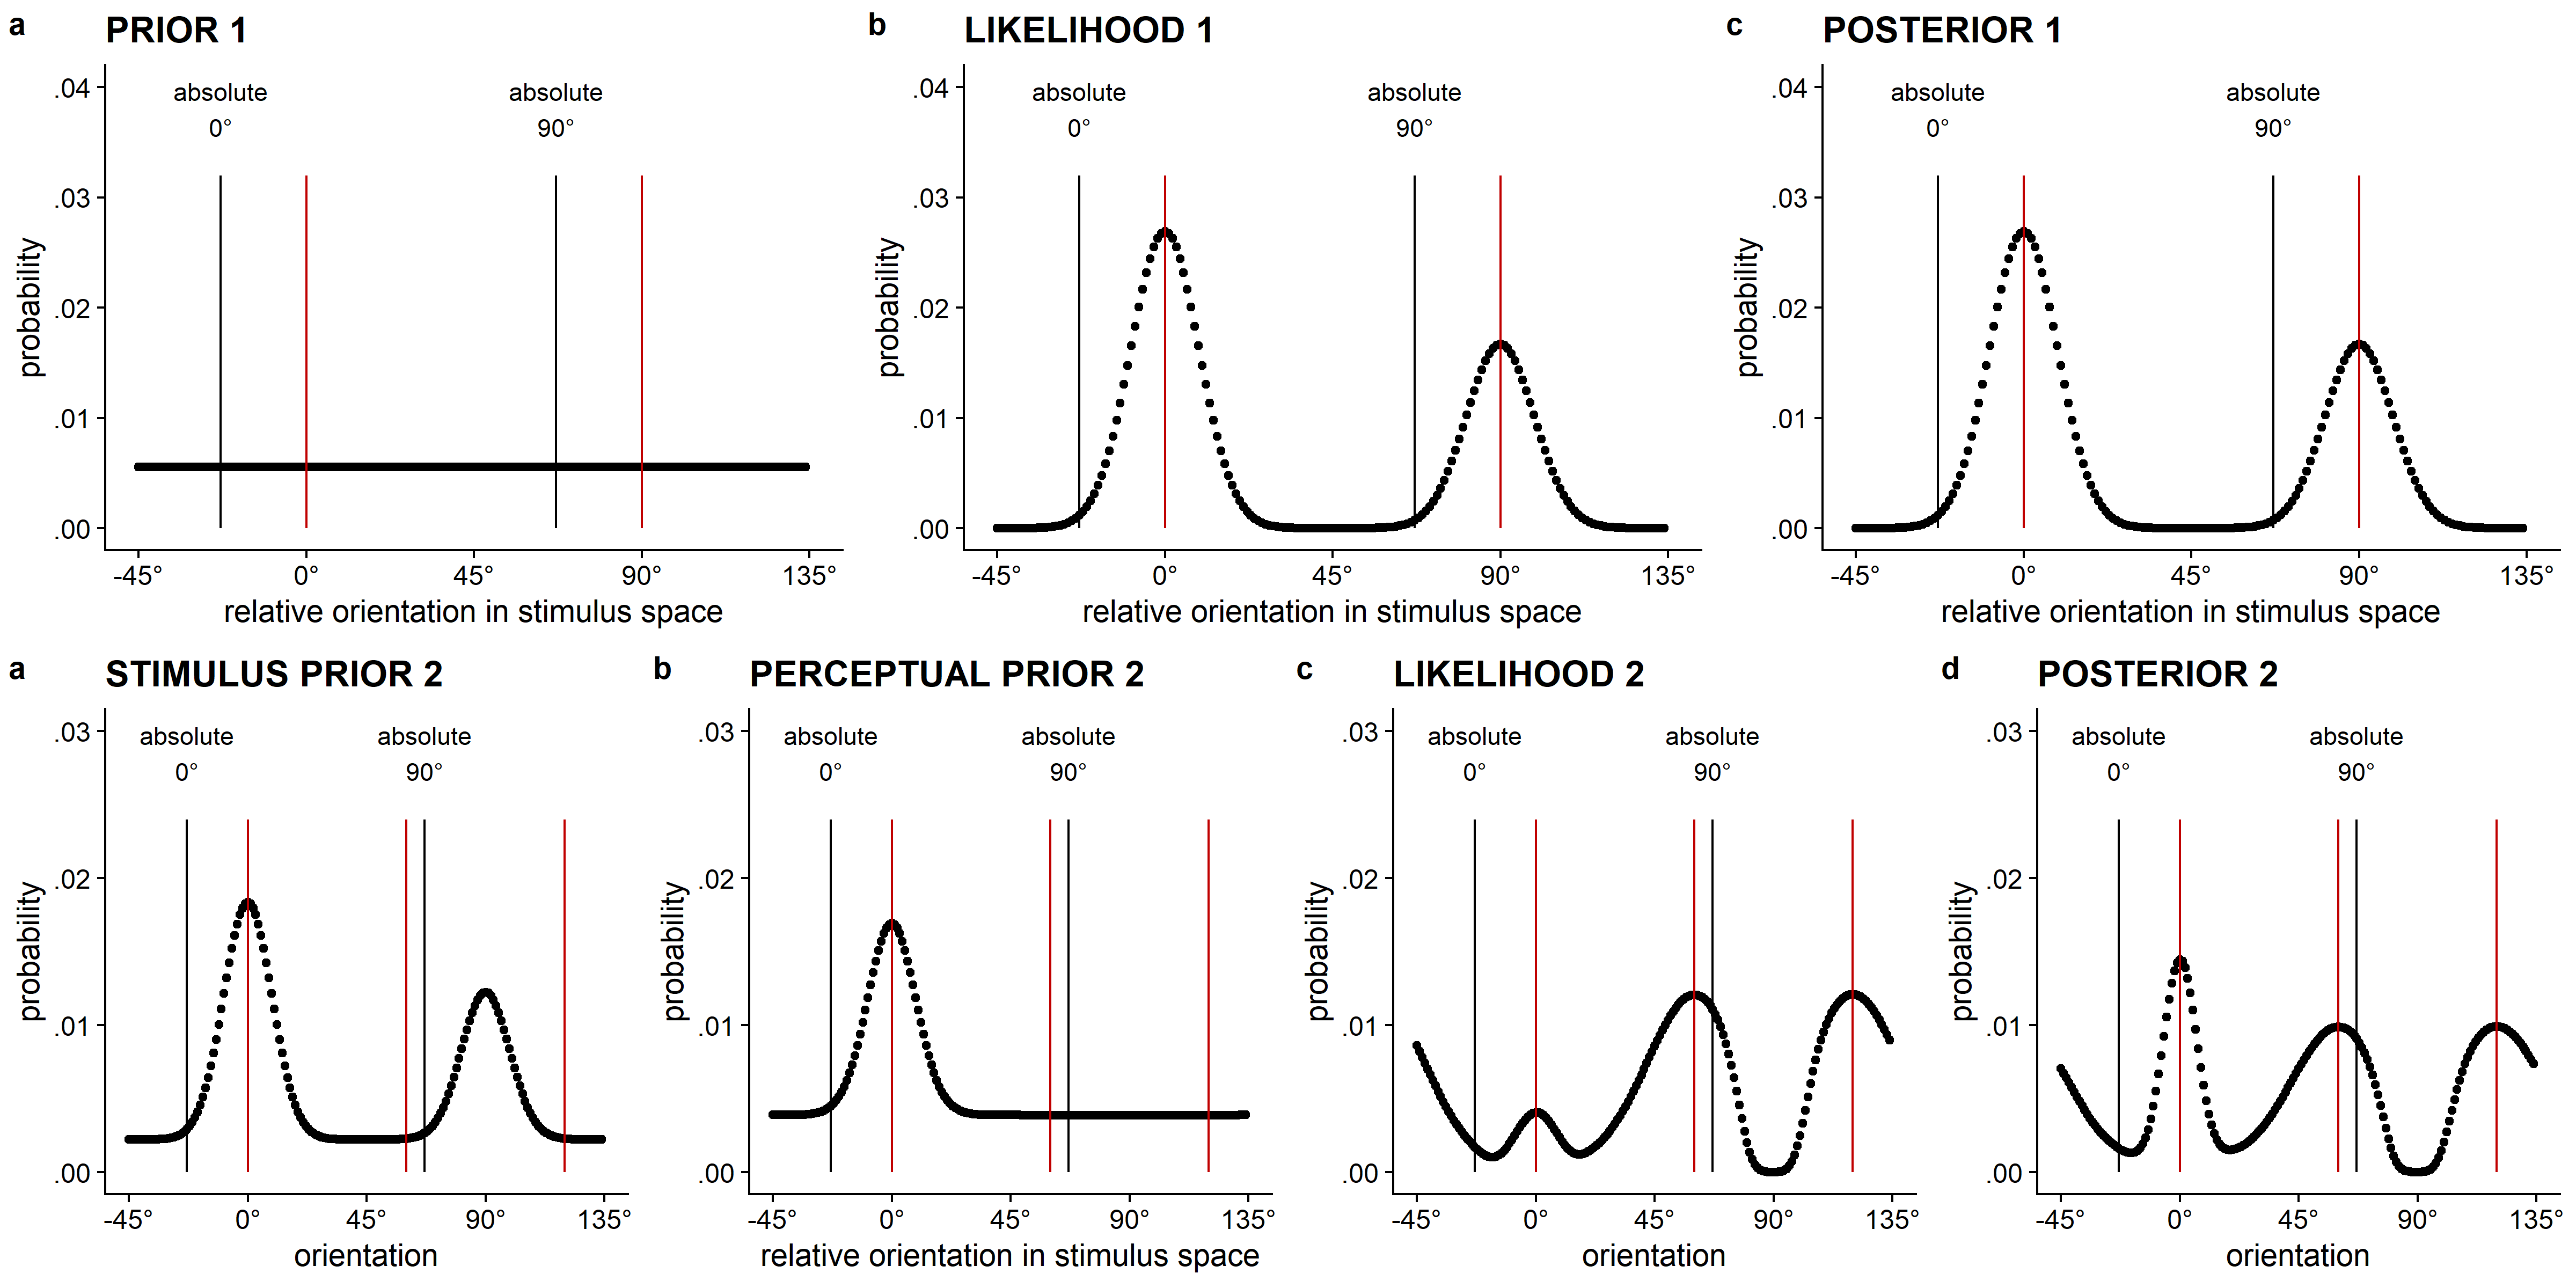 a PRIOR 1
.04
.03
.02
.01
.00
absolute 0°
absolute 90°
probability
-45° 0° 45° 90° 135°
relative orientation in stimulus space
b LIKELIHOOD 1
.04
.03
.02
.01
.00
absolute 0°
absolute 90°
probability
-45° 0° 45° 90° 135°
relative orientation in stimulus space
c POSTERIOR 1
.04
.03
.02
.01
.00
absolute 0°
absolute 90°
probability
-45° 0° 45° 90° 135°
relative orientation in stimulus space
a STIMULUS PRIOR 2
.03
.02
.01
.00
absolute 0°
absolute 90°
probability
-45° 0° 45° 90° 135°
orientation
b PERCEPTUAL PRIOR 2
.03
.02
.01
.00
absolute 0°
absolute 90°
probability
-45° 0° 45° 90° 135°
relative orientation in stimulus space
c LIKELIHOOD 2
.03
.02
.01
.00
absolute 0°
absolute 90°
probability
-45° 0° 45° 90° 135°
orientation
d POSTERIOR 2
.03
.02
.01
.00
absolute 0°
absolute 90°
probability
-45° 0° 45° 90° 135°
orientation